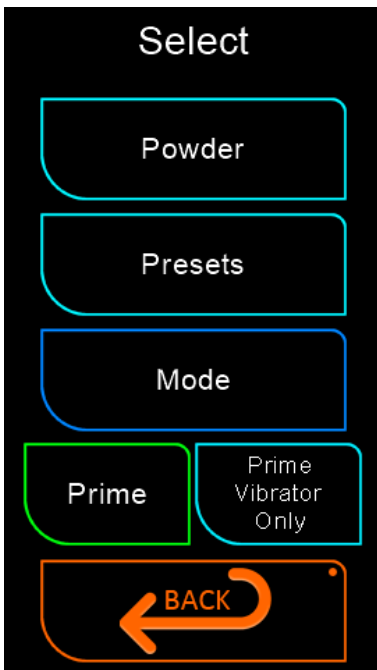 Select
Powder
Presets
Mode
Prime
Prime
Vibrator
Only
BACK